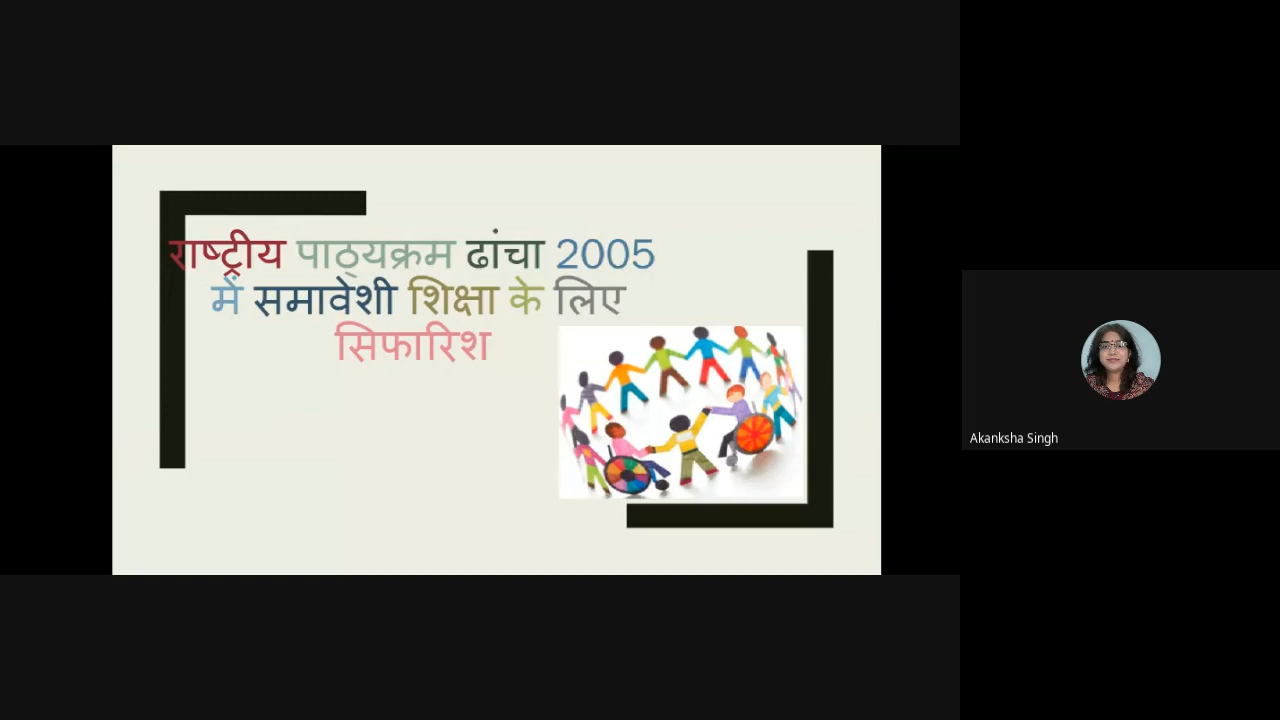 राष्ट्रीय पाठ्यक्रम ढांचा 2005
में समावेशी शिक्षा के लिए
सिफारिश
Akanksha Singh